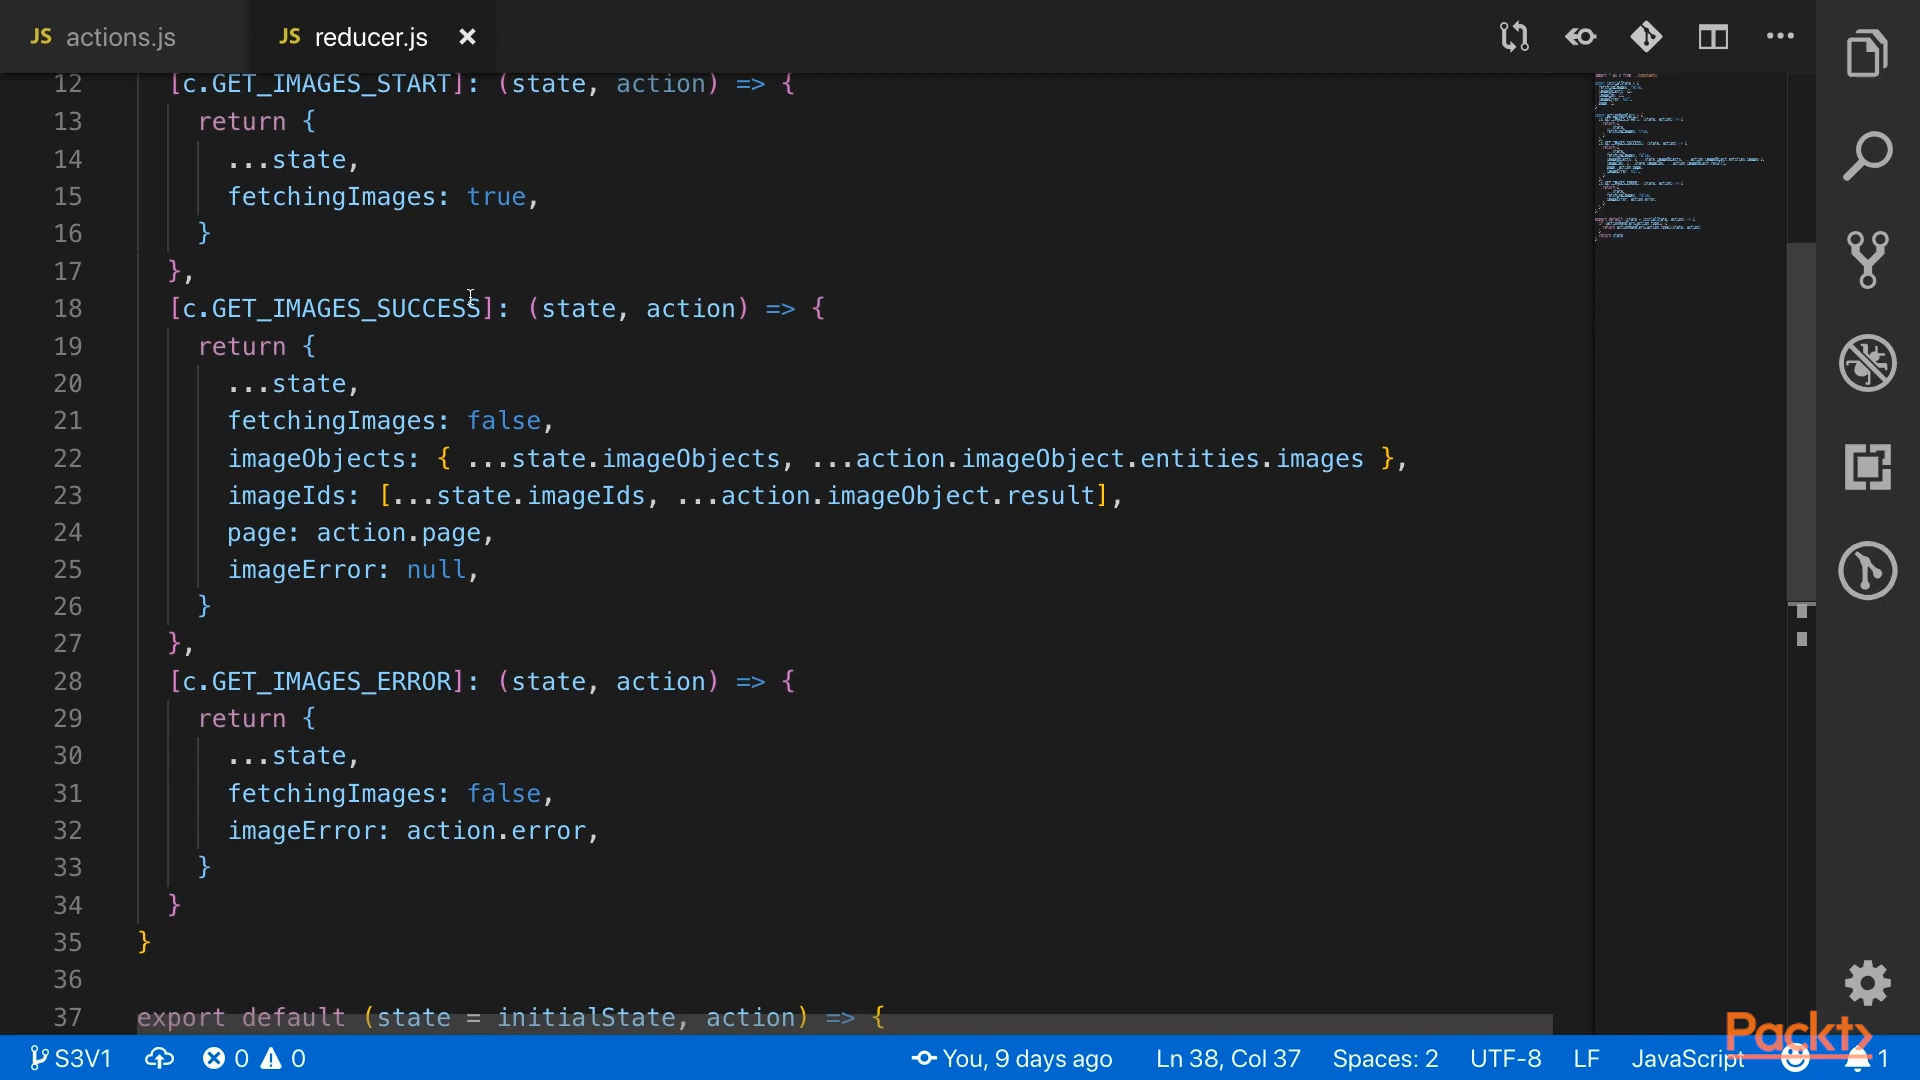 JS actions.js
JS reducer.js ×
12 [c.GET_IMAGES_START]: (state, action) => {
13 return {
14 ...state,
15 fetchingImages: true,
16 }
17 },
18 [c.GET_IMAGES_SUCCESS]: (state, action) => {
19 return {
20 ...state,
21 fetchingImages: false,
22 imageObjects: { ...state.imageObjects, ...action.imageObject.entities.images },
23 imageIds: [...state.imageIds, ...action.imageObject.result],
24 page: action.page,
25 imageError: null,
26 }
27 },
28 [c.GET_IMAGES_ERROR]: (state, action) => {
29 return {
30 ...state,
31 fetchingImages: false,
32 imageError: action.error,
33 }
34 }
35 }
36
37 export default (state = initialState, action) => {
Packt>
S3V1 0 0 You, 9 days ago Ln 38, Col 37 Spaces: 2 UTF-8 LF JavaScript 1